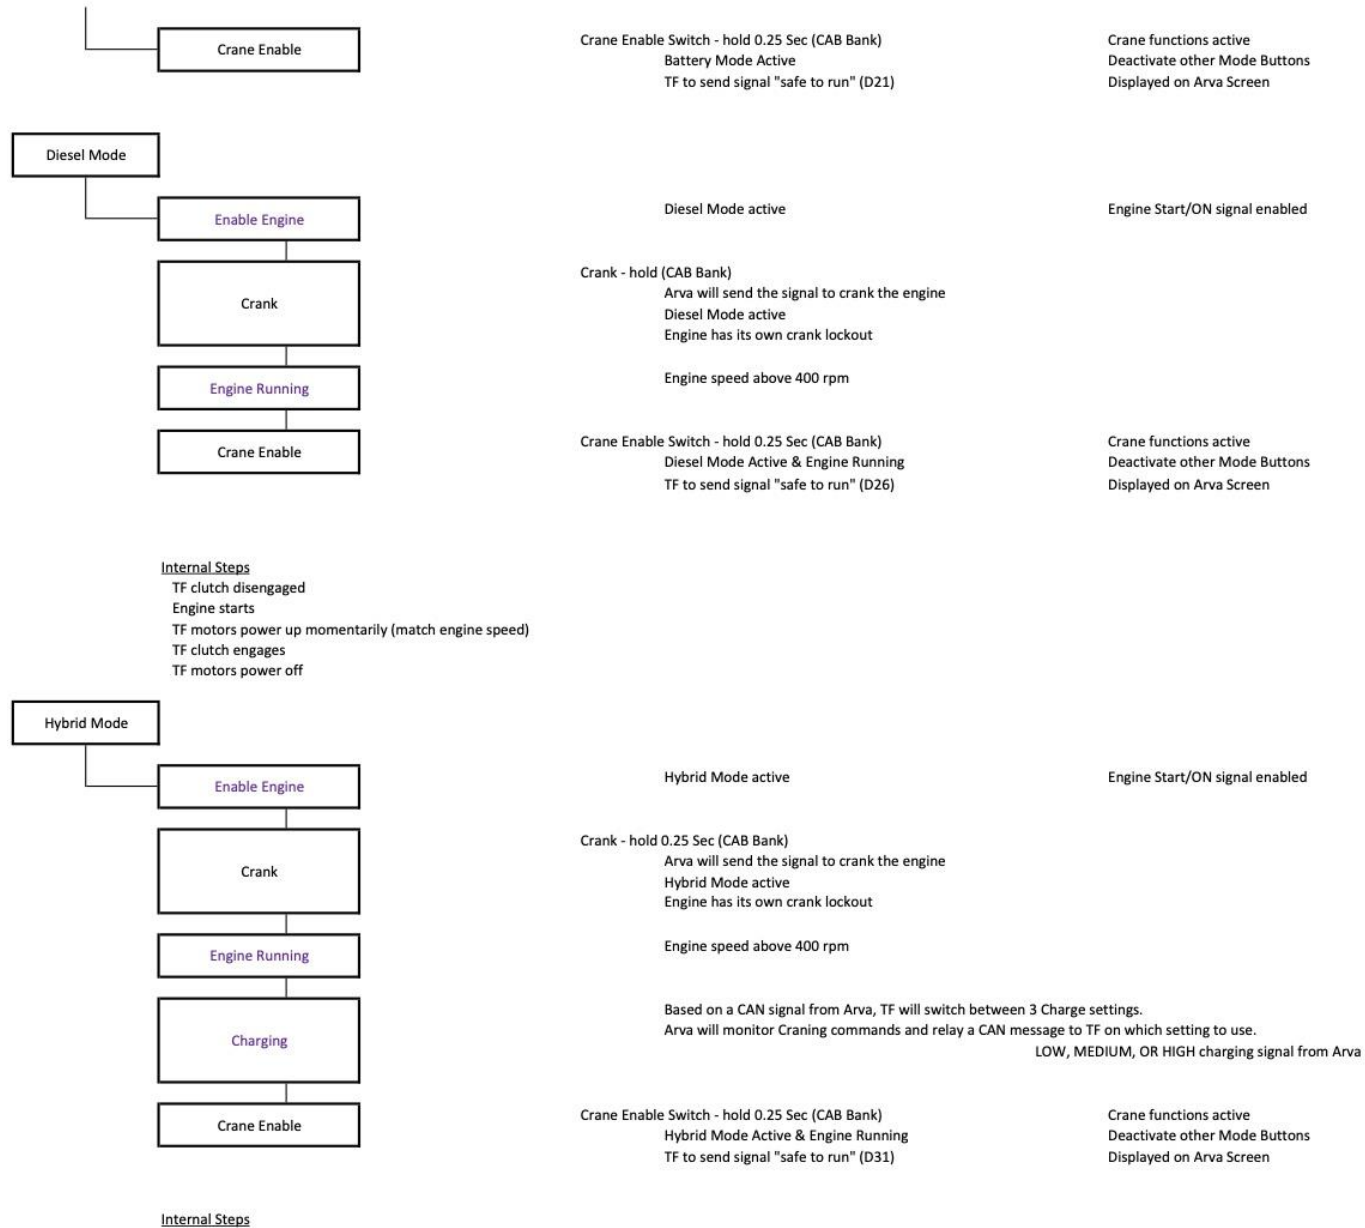 Crane Enable
Crane Enable Switch - hold 0.25 Sec (CAB Bank)
Crane functions active
Battery Mode Active
Deactivate other Mode Buttons
TF to send signal "safe to run" (D21)
Displayed on Arva Screen
Diesel Mode
Enable Engine
Diesel Mode active
Engine Start/ON signal enabled
Crank
Crank - hold (CAB Bank)
Arva will send the signal to crank the engine
Diesel Mode active
Engine has its own crank lockout
Engine Running
Engine speed above 400 rpm
Crane Enable
Crane Enable Switch - hold 0.25 Sec (CAB Bank)
Crane functions active
Diesel Mode Active & Engine Running
Deactivate other Mode Buttons
TF to send signal "safe to run" (D26)
Displayed on Arva Screen
Internal Steps
TF clutch disengaged
Engine starts
TF motors power up momentarily (match engine speed)
TF clutch engages
TF motors power off
Hybrid Mode
Enable Engine
Hybrid Mode active
Engine Start/ON signal enabled
Crank
Crank - hold 0.25 Sec (CAB Bank)
Arva will send the signal to crank the engine
Hybrid Mode active
Engine has its own crank lockout
Engine Running
Engine speed above 400 rpm
Charging
Based on a CAN signal from Arva, TF will switch between 3 Charge settings.
Arva will monitor Craning commands and relay a CAN message to TF on which setting to use.
LOW, MEDIUM, OR HIGH charging signal from Arva
Crane Enable
Crane Enable Switch - hold 0.25 Sec (CAB Bank)
Crane functions active
Hybrid Mode Active & Engine Running
Deactivate other Mode Buttons
TF to send signal "safe to run" (D31)
Displayed on Arva Screen
Internal Steps